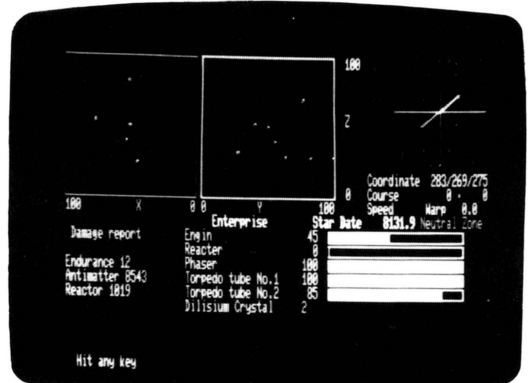 100
Z
Coordinate 283/269/275
0 Course 0 - 0
100 X 0 0 Y 100 Speed Warp 0.0
Enterprise Star Date 8131.9 Neutral Zone
Damage report
Engin 45
Reacter 0
Endurance 12
Phaser 100
Antimatter 8543
Torpedo tube No.1 100
Reactor 1019
Torpedo tube No.2 85
Dilisium Crystal 2
Hit any key